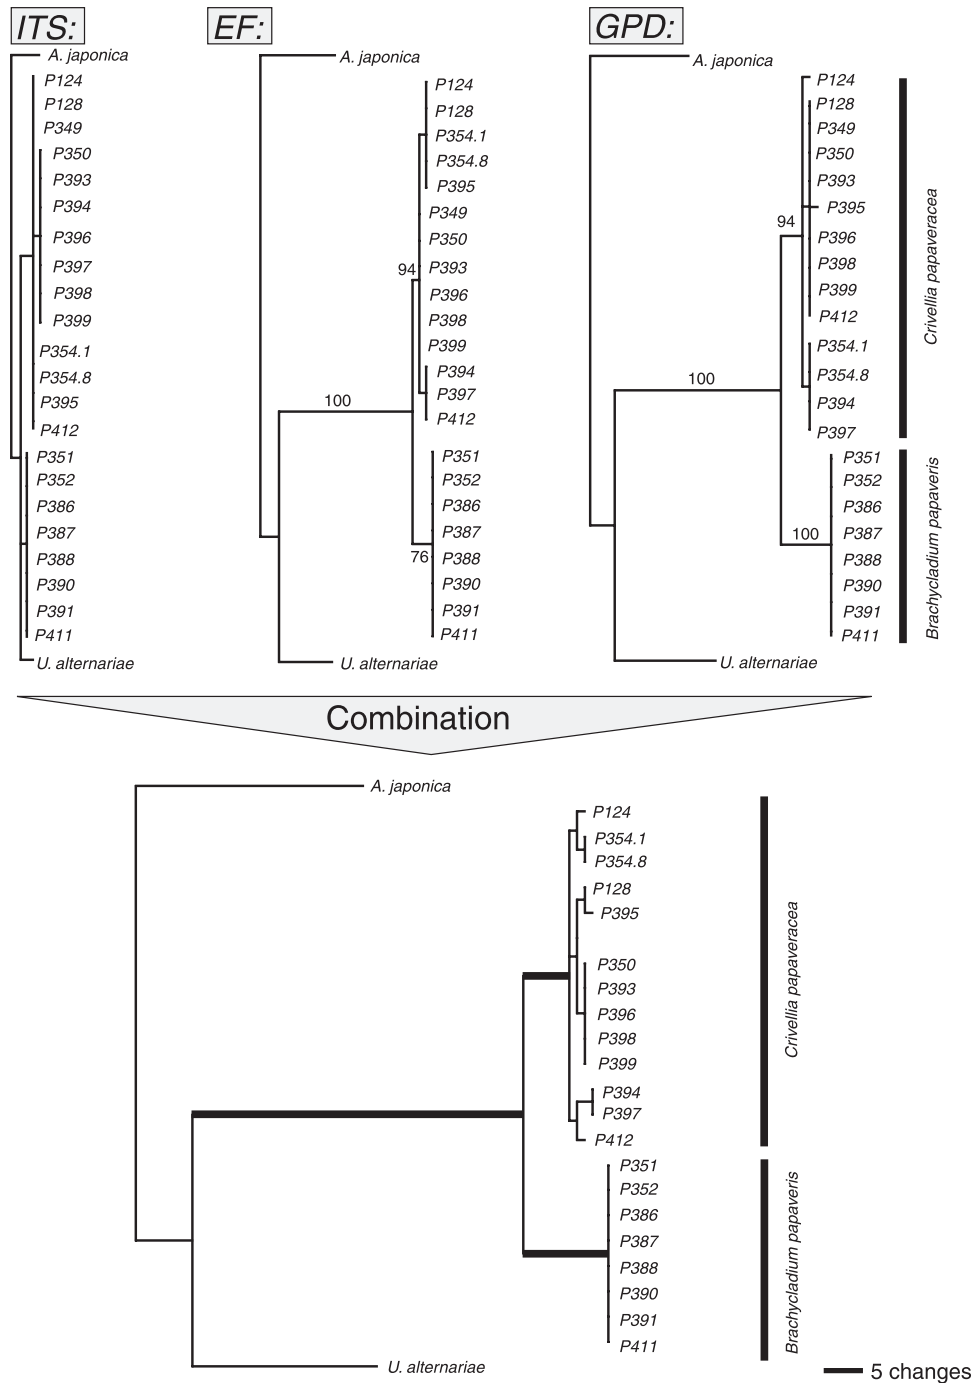 ITS:
A. japonica
P124
P128
P349
P350
P393
P394
P396
P397
P398
P399
P354.1
P354.8
P395
P412
P351
P352
P386
P387
P388
P390
P391
P411
U. alternariae
EF:
A. japonica
P124
P128
P354.1
P354.8
P395
P349
P350
94
P393
P396
P398
P399
P394
P397
P412
100
P351
P352
P386
P387
76
P388
P390
P391
P411
U. alternariae
GPD:
A. japonica
P124
P128
P349
P350
P393
P395
94
P396
P398
P399
P412
P354.1
P354.8
100
P394
P397
P351
P352
P386
P387
100
P388
P390
P391
P411
U. alternariae
Crivellia papaveracea
Brachycladium papaveris
Combination
A. japonica
P124
P354.1
P354.8
P128
P395
P350
P393
P396
P398
P399
P394
P397
P412
P351
P352
P386
P387
P388
P390
P391
P411
U. alternariae
Crivellia papaveracea
Brachycladium papaveris
5 changes